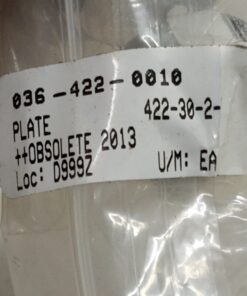 036-422-0010
422-30-2-
PLATE
++OBSOLETE 2013
Loc: D999Z U/M: EA